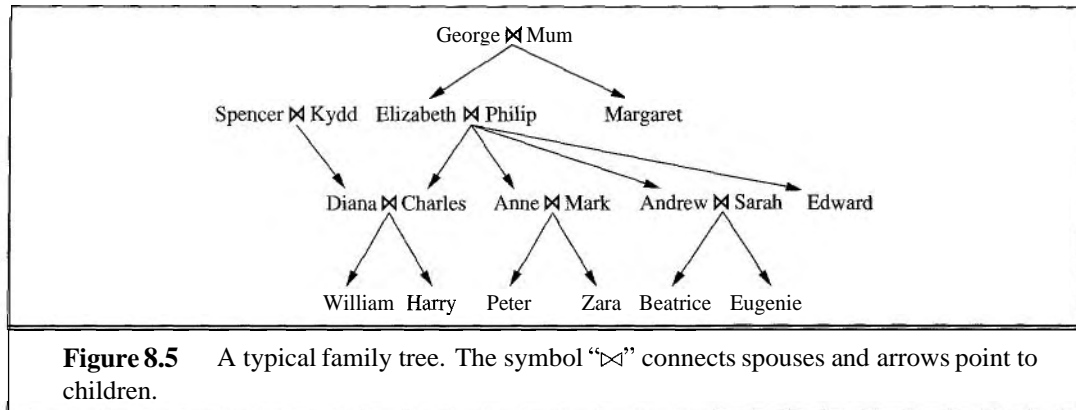 George ⋈ Mum
Spencer ⋈ Kydd Elizabeth ⋈ Philip Margaret
Diana ⋈ Charles Anne ⋈ Mark Andrew ⋈ Sarah Edward
William Harry Peter Zara Beatrice Eugenie
Figure 8.5 A typical family tree. The symbol “⋈” connects spouses and arrows point to
children.